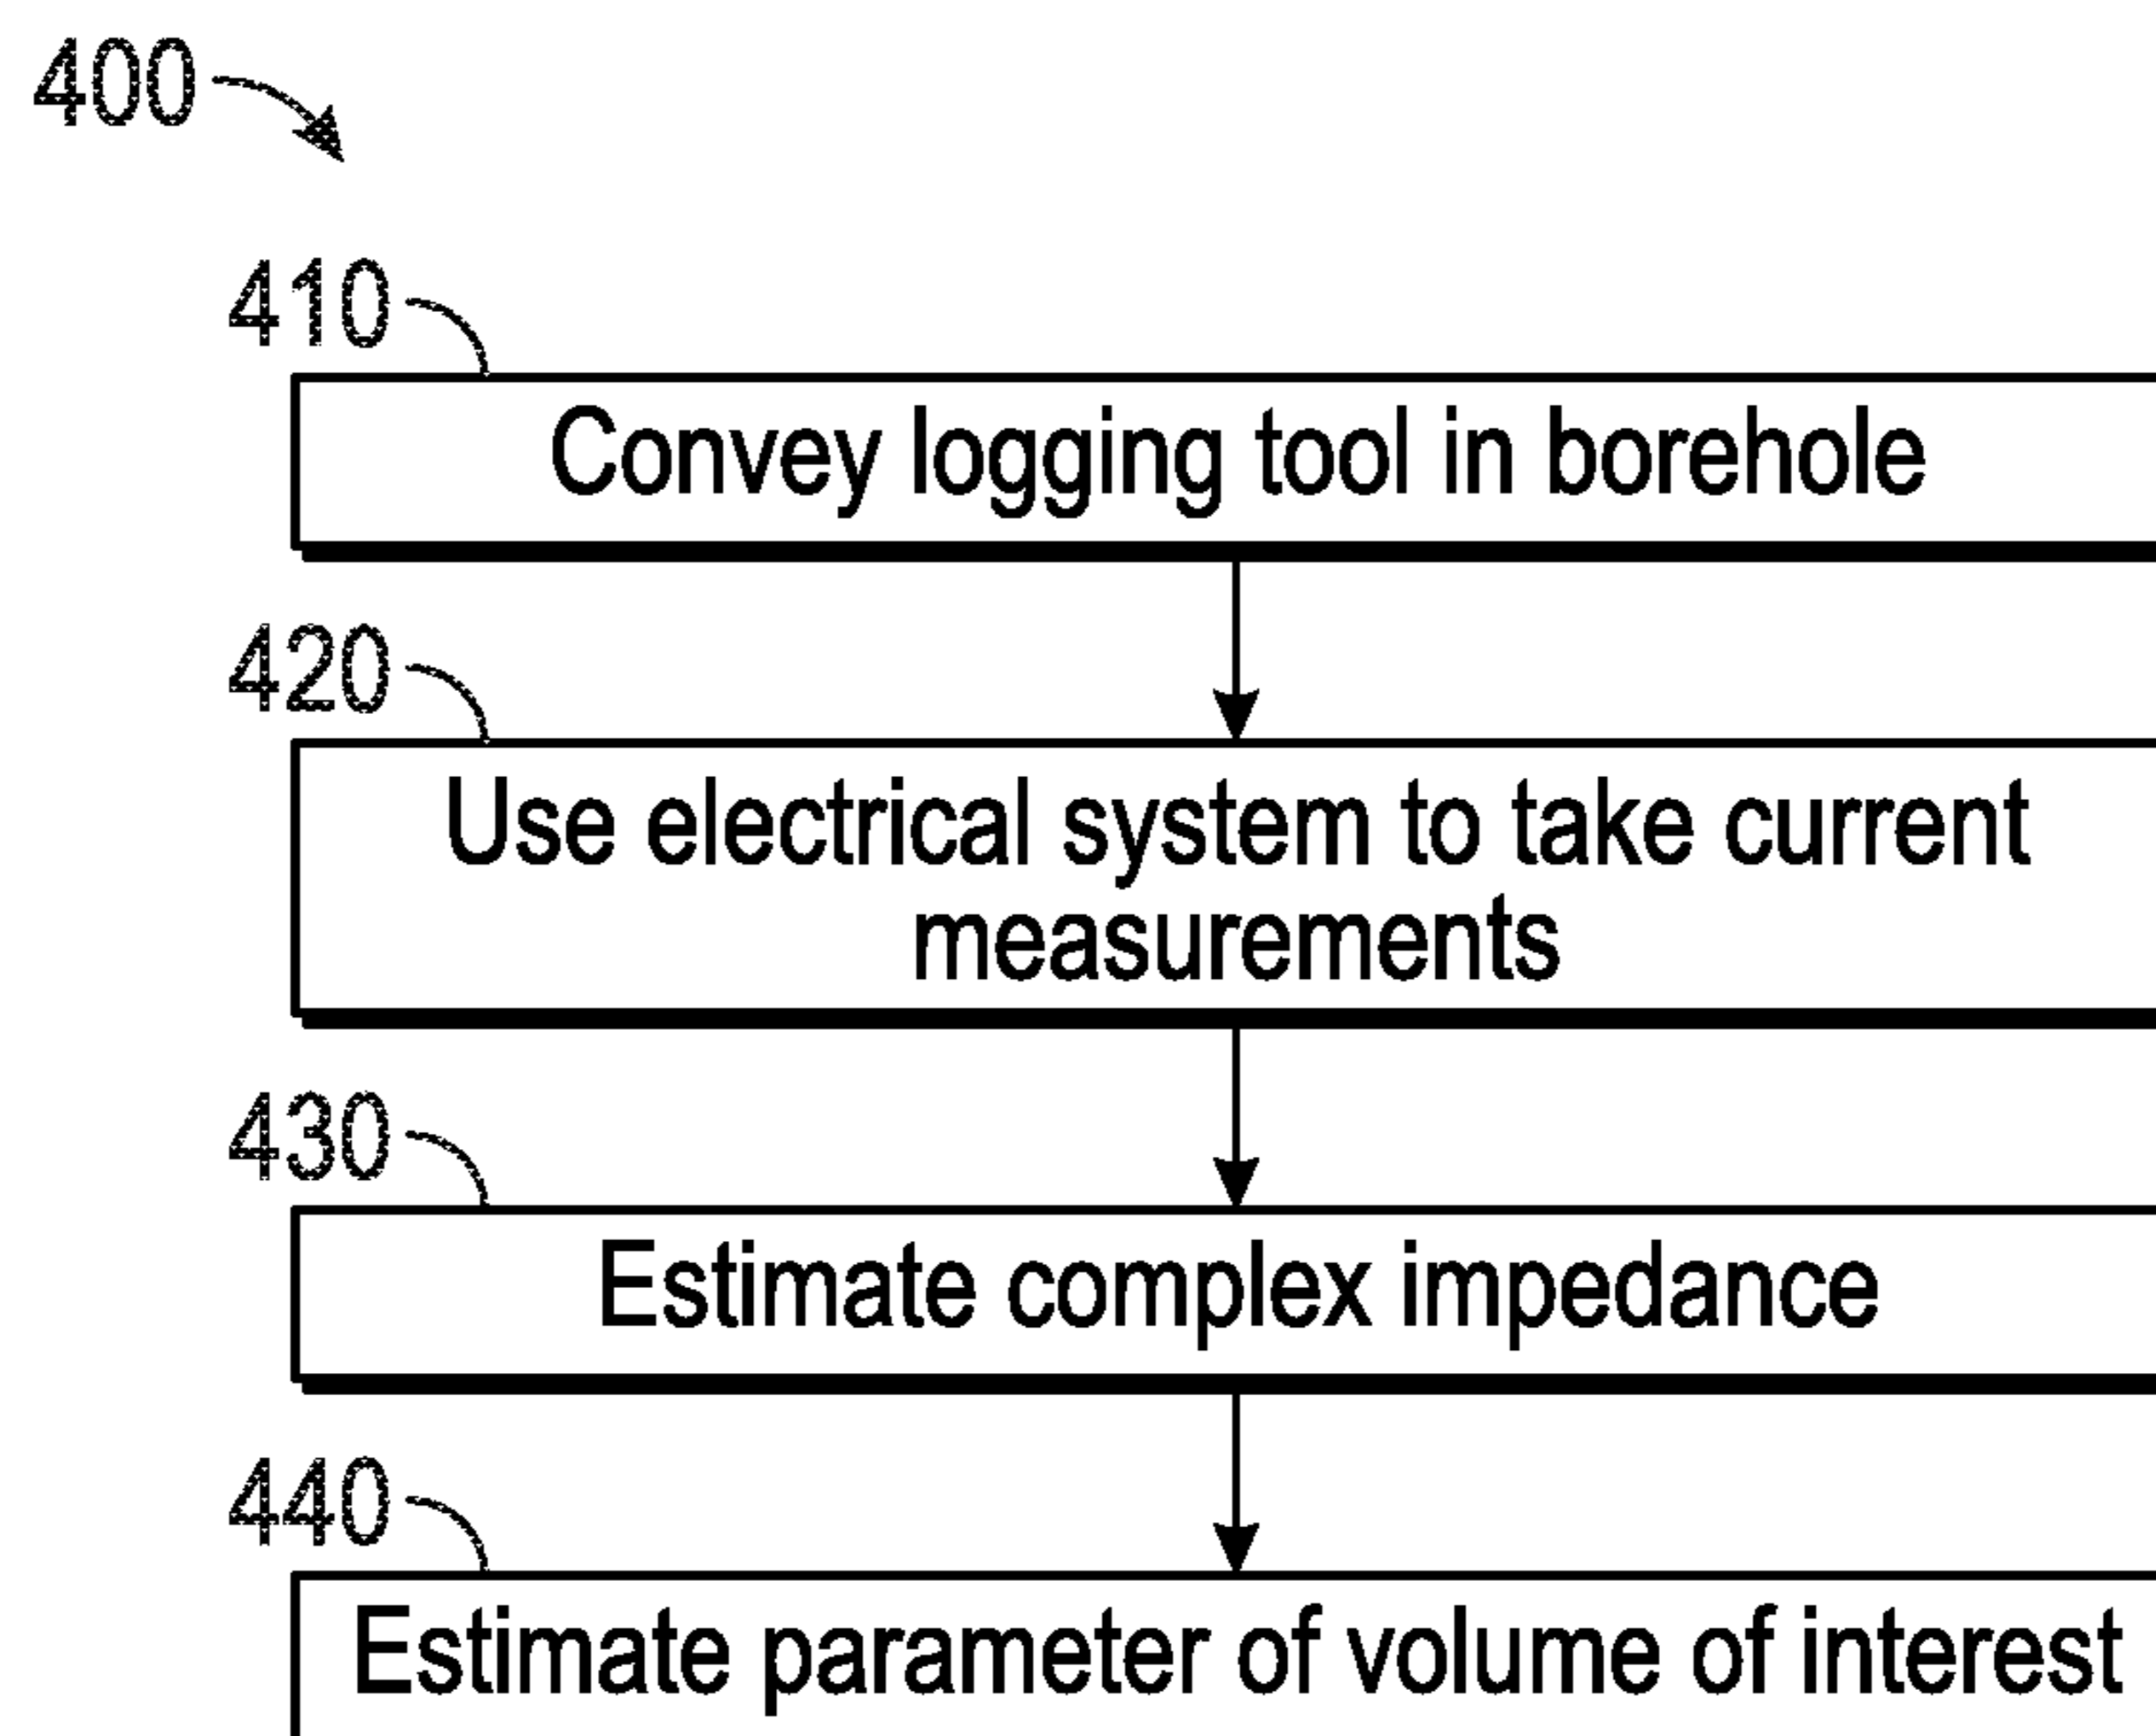 400
410
Convey logging tool in borehole
420
Use electrical system to take current
measurements
430
Estimate complex impedance
440
Estimate parameter of volume of interest